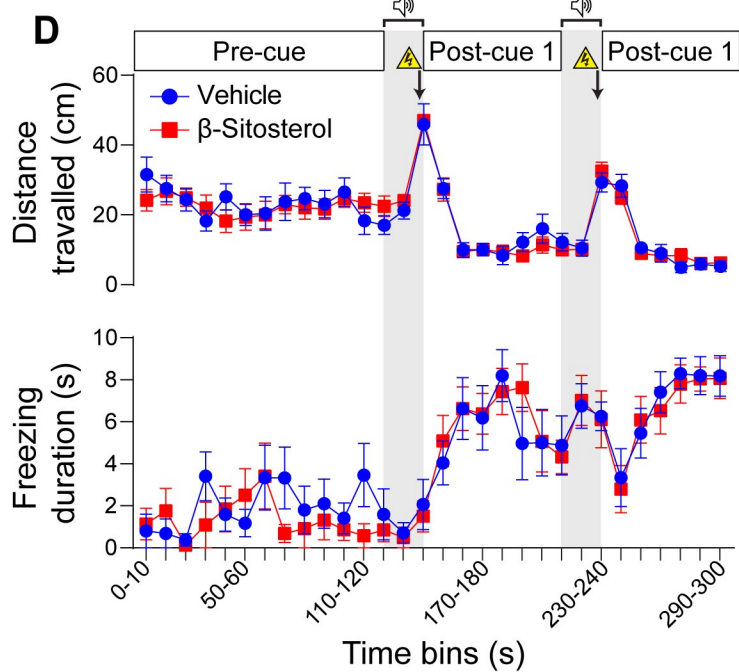 D
Pre-cue
Post-cue 1
Post-cue 1
60
40
20
0
Distance
travalled (cm)
Vehicle
β-Sitosterol
10
8
6
4
2
0
Freezing
duration (s)
0-10
50-60
110-120
170-180
230-240
290-300
Time bins (s)